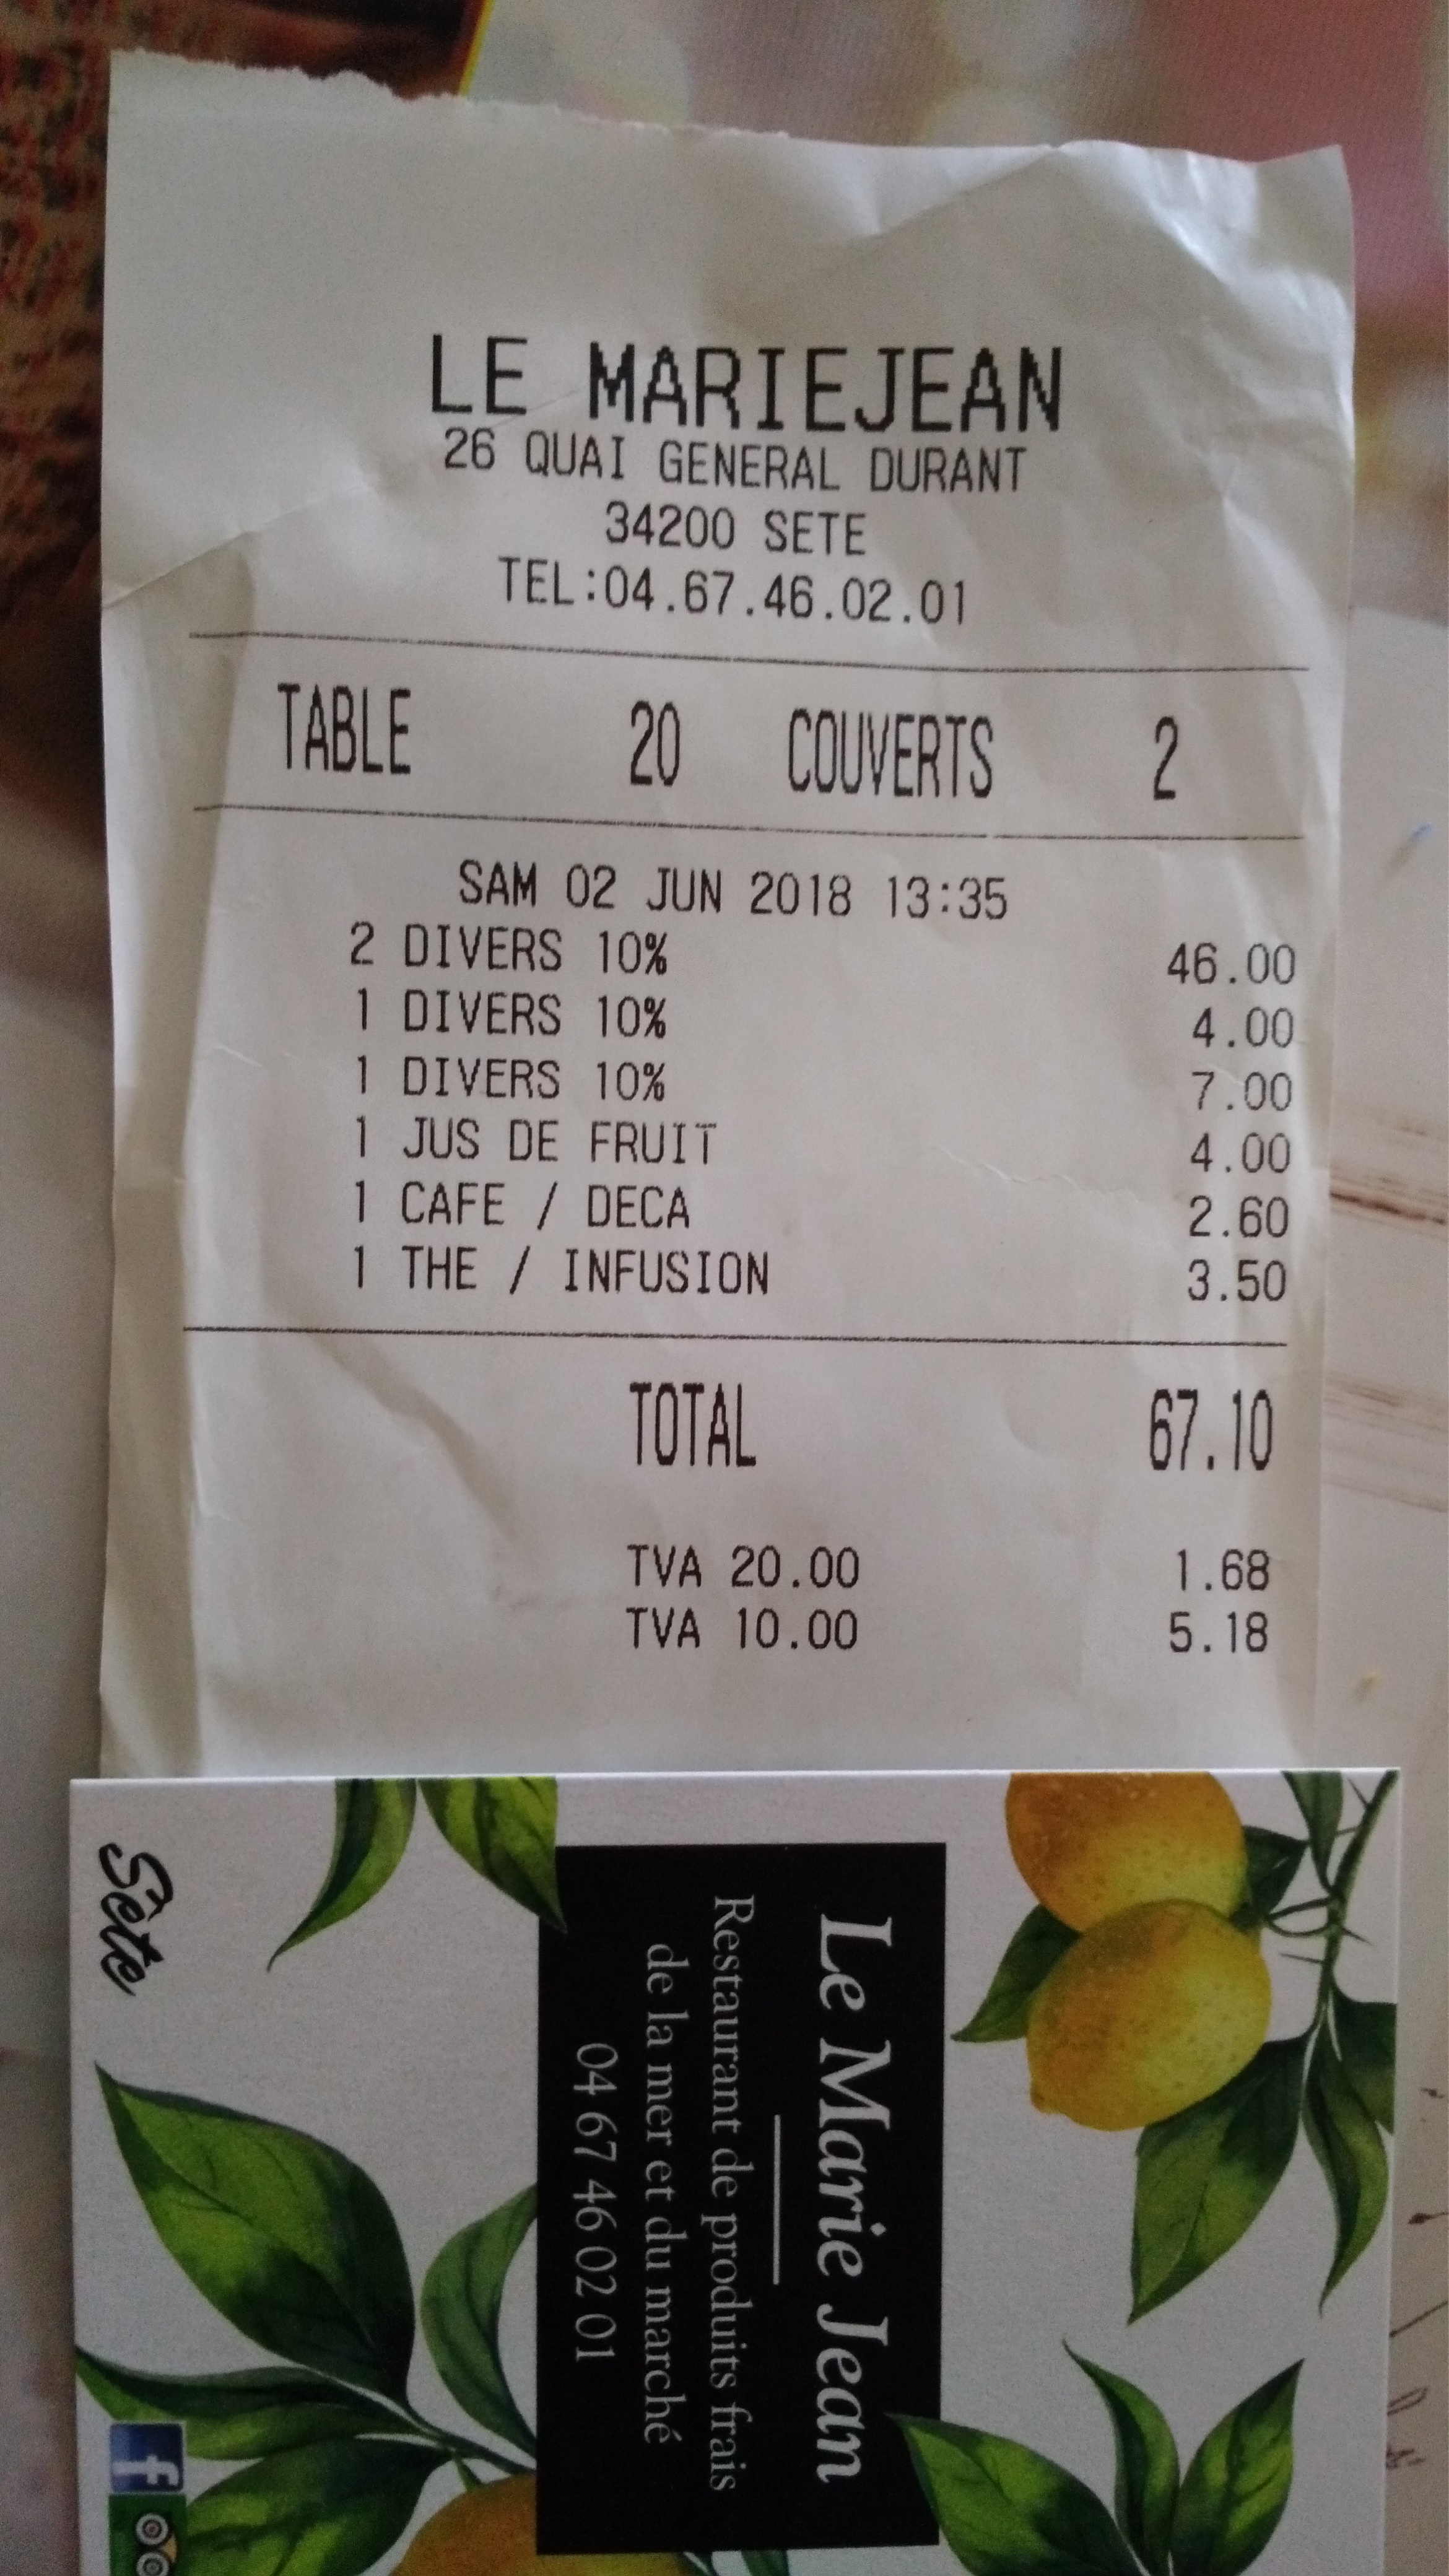 LE MARIEJEAN
26 QUAI GENERAL DURANT
34200 SETE
TEL:04.67.46.02.01
TABLE 20 COUVERTS 2
SAM 02 JUN 2018 13:35
2 DIVERS 10% 46.00
1 DIVERS 10% 4.00
1 DIVERS 10% 7.00
1 JUS DE FRUIT 4.00
1 CAFE / DECA 2.60
1 THE / INFUSION 3.50
TOTAL 67.10
TVA 20.00 1.68
TVA 10.00 5.18
Le Marie Jean
Restaurant de produits frais
de la mer et du marché
04 67 46 02 01
Sète
f